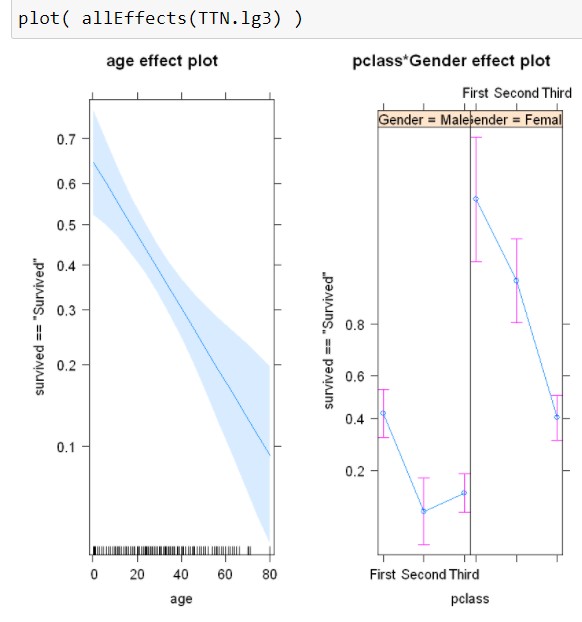 plot( allEffects(TTN.lg3) )
age effect plot
0.7
0.6
0.5
0.4
0.3
0.2
0.1
survived == "Survived"
0 20 40 60 80
age
pclass*Gender effect plot
First Second Third
Gender = Male
Gender = Femal
0.8
0.6
0.4
0.2
survived == "Survived"
First Second Third
pclass